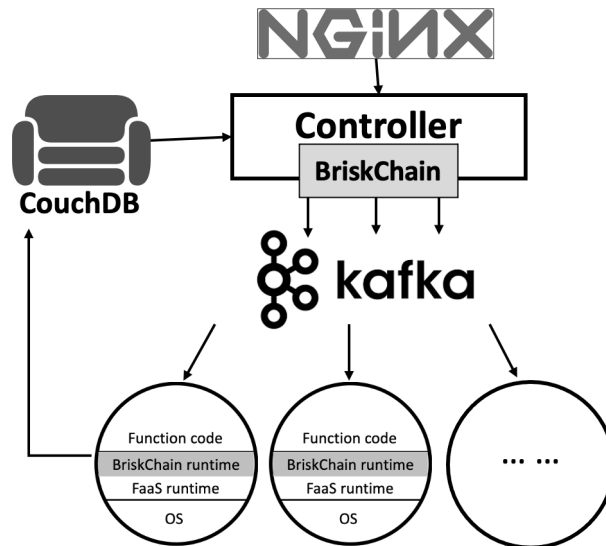 NGiNX
Controller
BriskChain
CouchDB
kafka
Function code
BriskChain runtime
FaaS runtime
OS
Function code
BriskChain runtime
FaaS runtime
OS
... ...